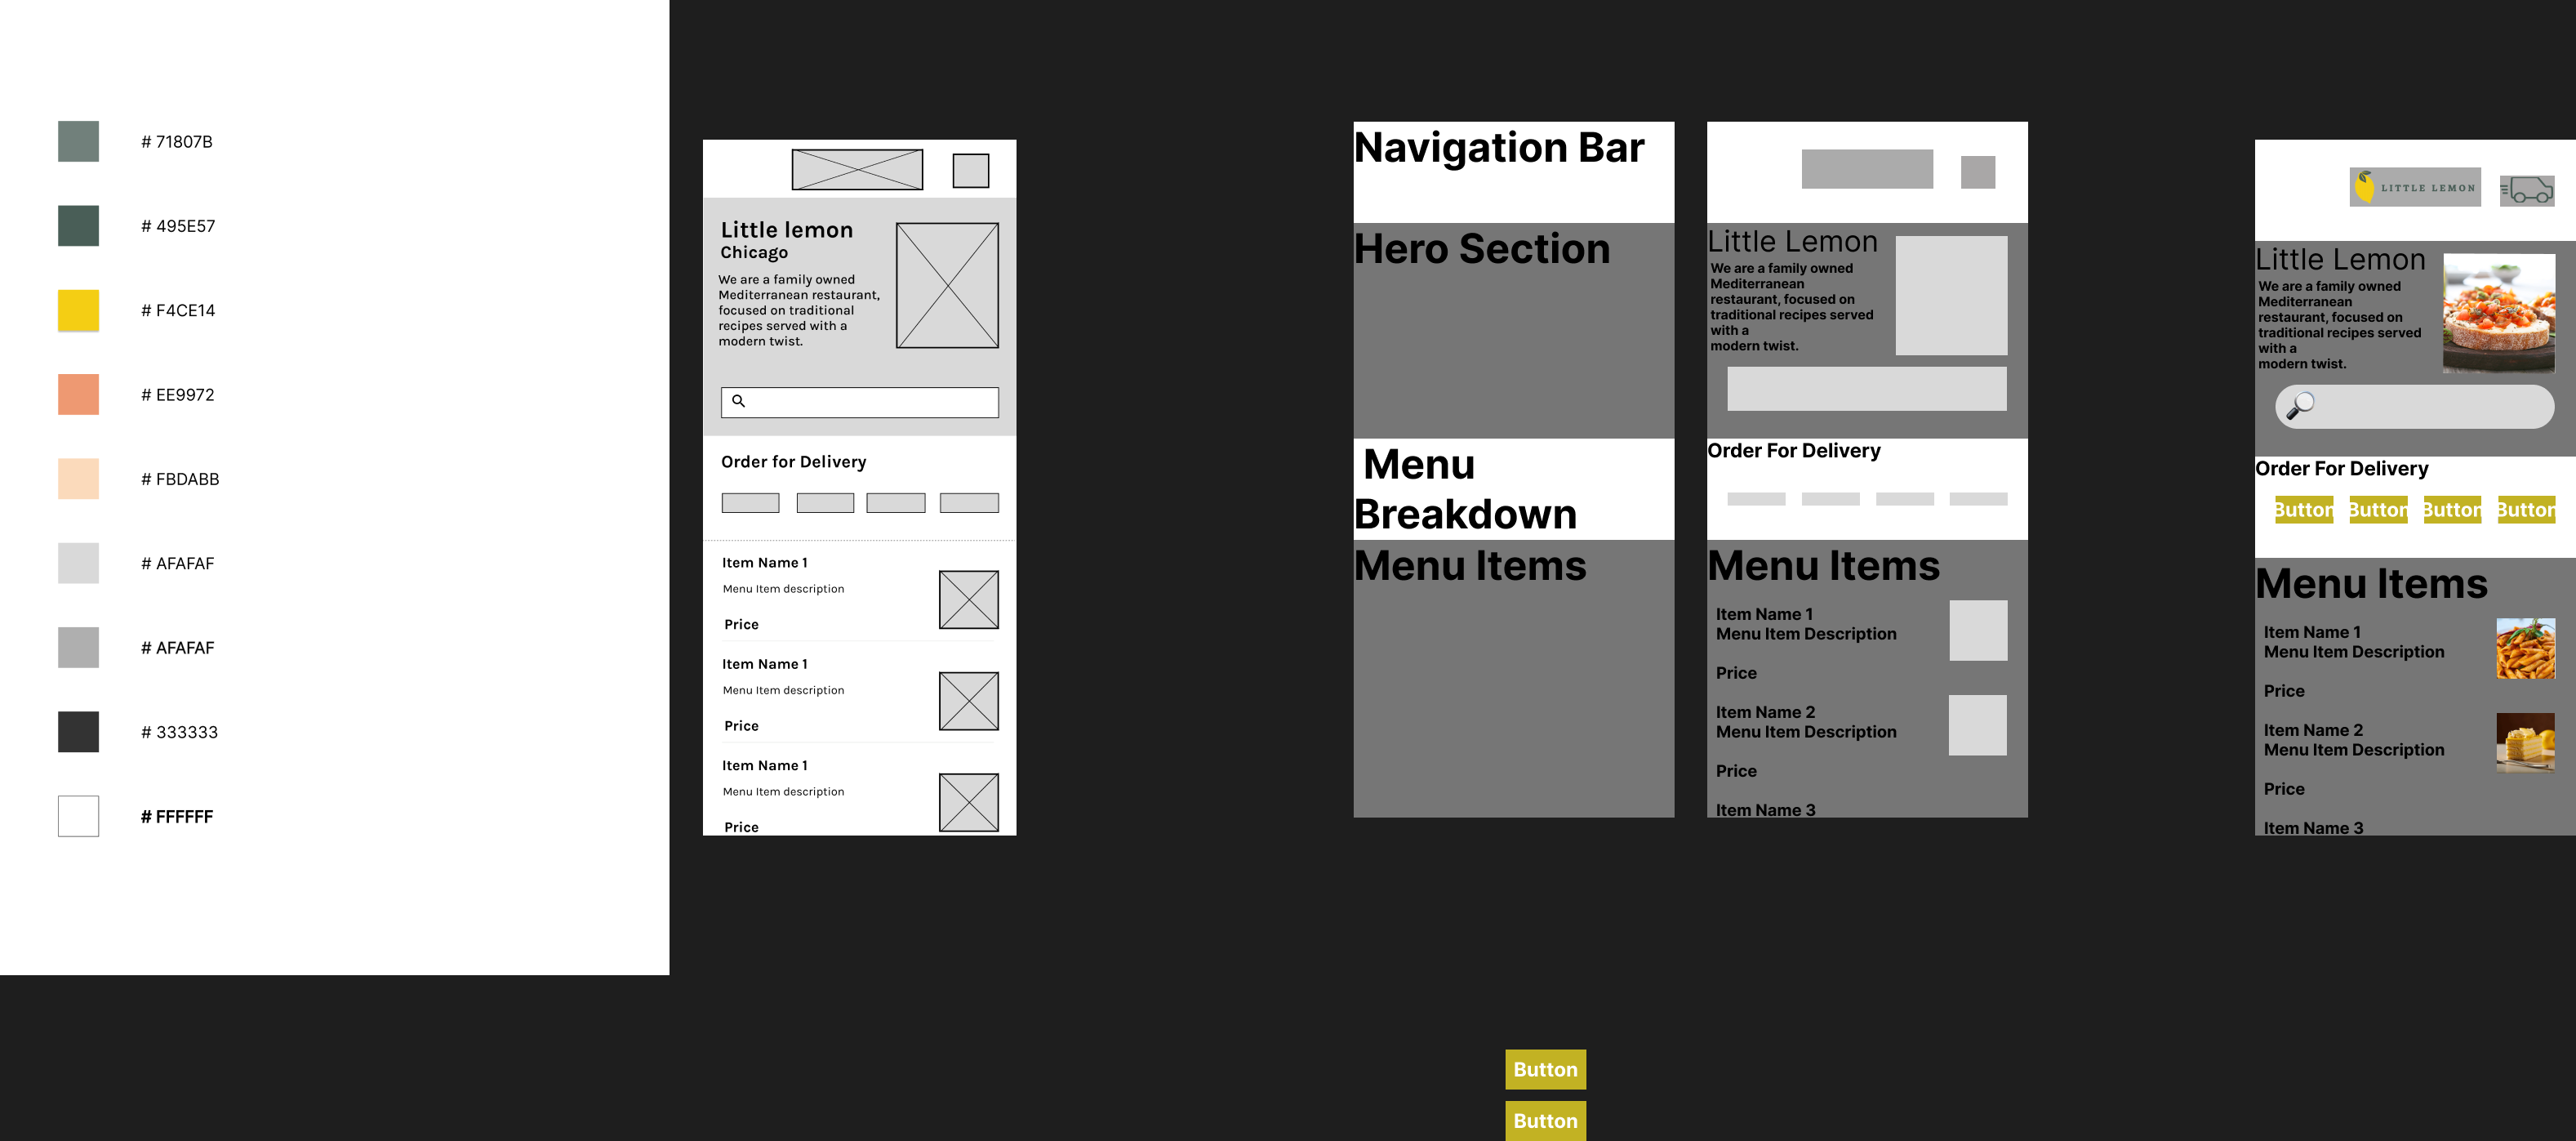 # 71807B
# 495E57
# F4CE14
# EE9972
# FBDABB
# AFAFAF
# AFAFAF
# 333333
# FFFFFF
Little lemon
Chicago
We are a family owned
Mediterranean restaurant,
focused on traditional
recipes served with a
modern twist.
Order for Delivery
Item Name 1
Menu Item description
Price
Item Name 1
Menu Item description
Price
Item Name 1
Menu Item description
Price
Navigation Bar
Hero Section
Menu
Breakdown
Menu Items
Little Lemon
We are a family owned
Mediterranean
restaurant, focused on
traditional recipes served
with a
modern twist.
Order For Delivery
Menu Items
Item Name 1
Menu Item Description
Price
Item Name 2
Menu Item Description
Price
Item Name 3
LITTLE LEMON
Little Lemon
We are a family owned
Mediterranean
restaurant, focused on
traditional recipes served
with a
modern twist.
Order For Delivery
Button Button Button Button
Menu Items
Item Name 1
Menu Item Description
Price
Item Name 2
Menu Item Description
Price
Item Name 3
Button
Button